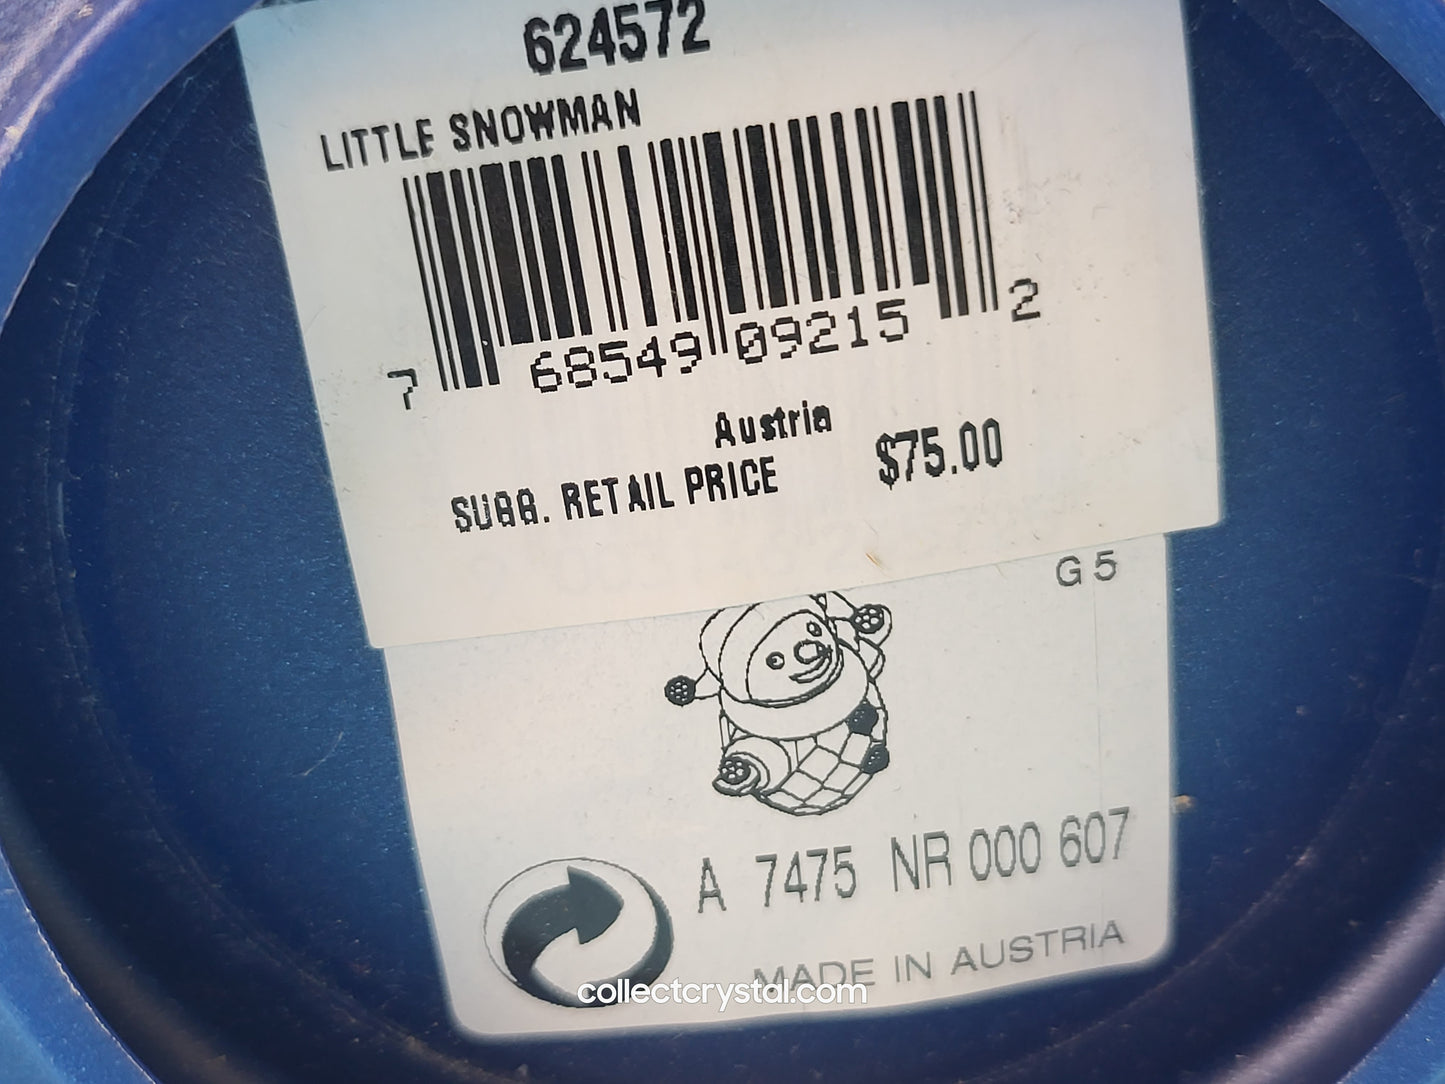 624572
LITTLE SNOWMAN
7 68549 09215 2
Austria
SUGG. RETAIL PRICE $75.00
G 5
A 7475 NR 000 607
MADE IN AUSTRIA
collectcrystal.com